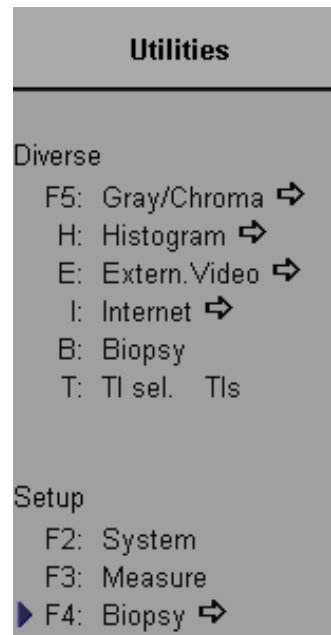 Utilities
Diverse
F5: Gray/Chroma ⇨
H: Histogram ⇨
E: Extern.Video ⇨
I: Internet ⇨
B: Biopsy
T: TI sel. TIs
Setup
F2: System
F3: Measure
F4: Biopsy ⇨